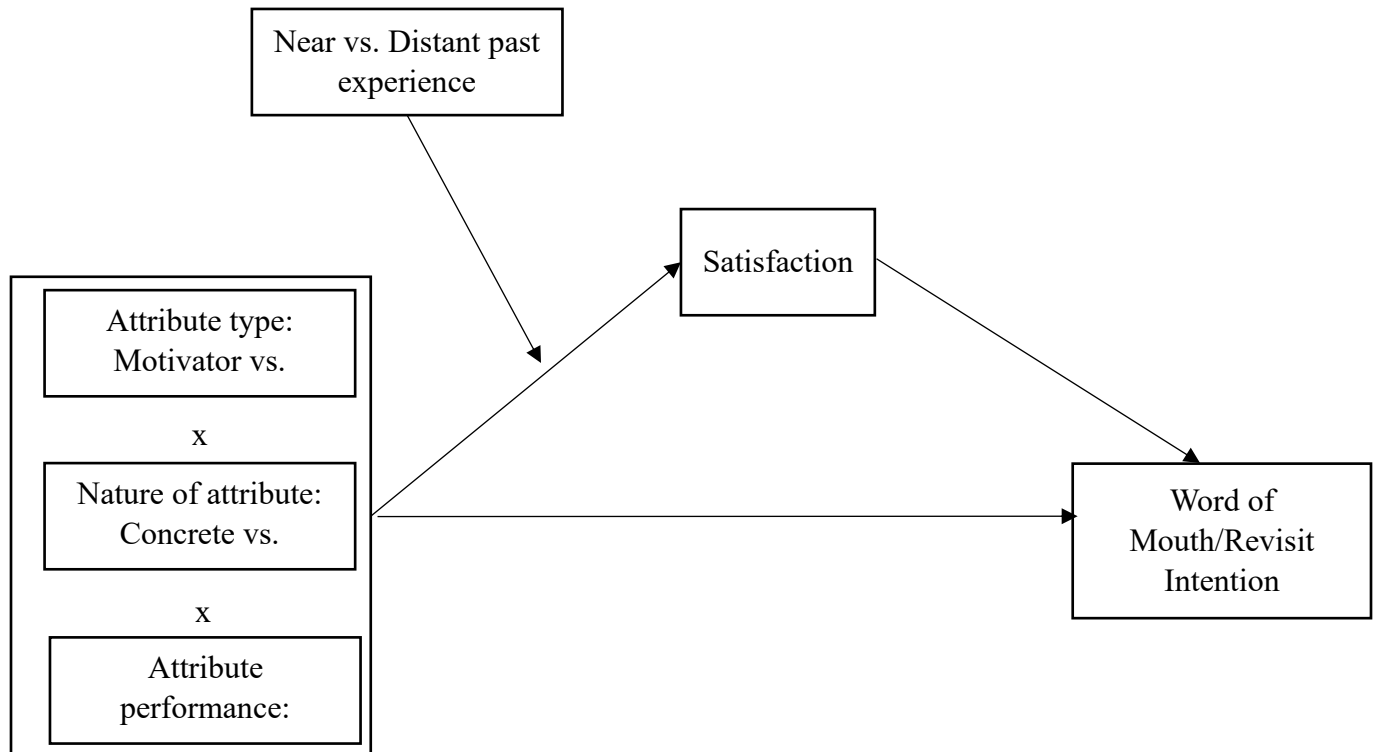 Near vs. Distant past
experience
Satisfaction
Attribute type:
Motivator vs.
x
Nature of attribute:
Concrete vs.
x
Attribute
performance:
Word of
Mouth/Revisit
Intention